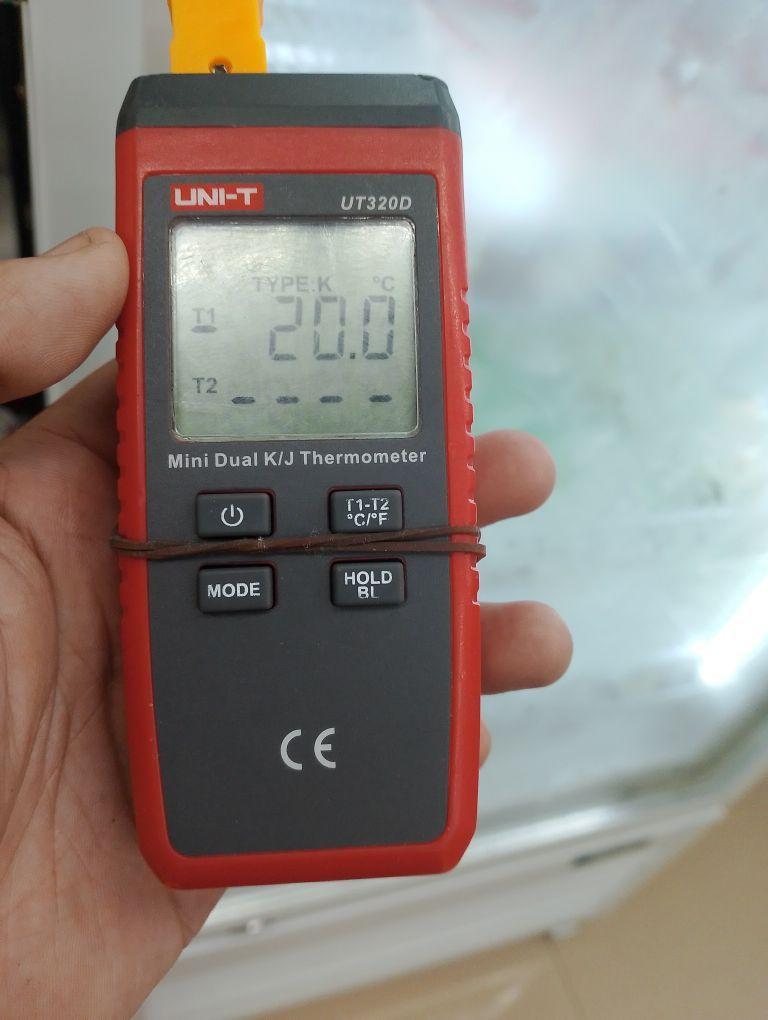 UNI-T UT320D
TYPE:K °C
T1 -20.0
T2 - - - -
Mini Dual K/J Thermometer
T1-T2
°C/°F
MODE
HOLD
BL
CE